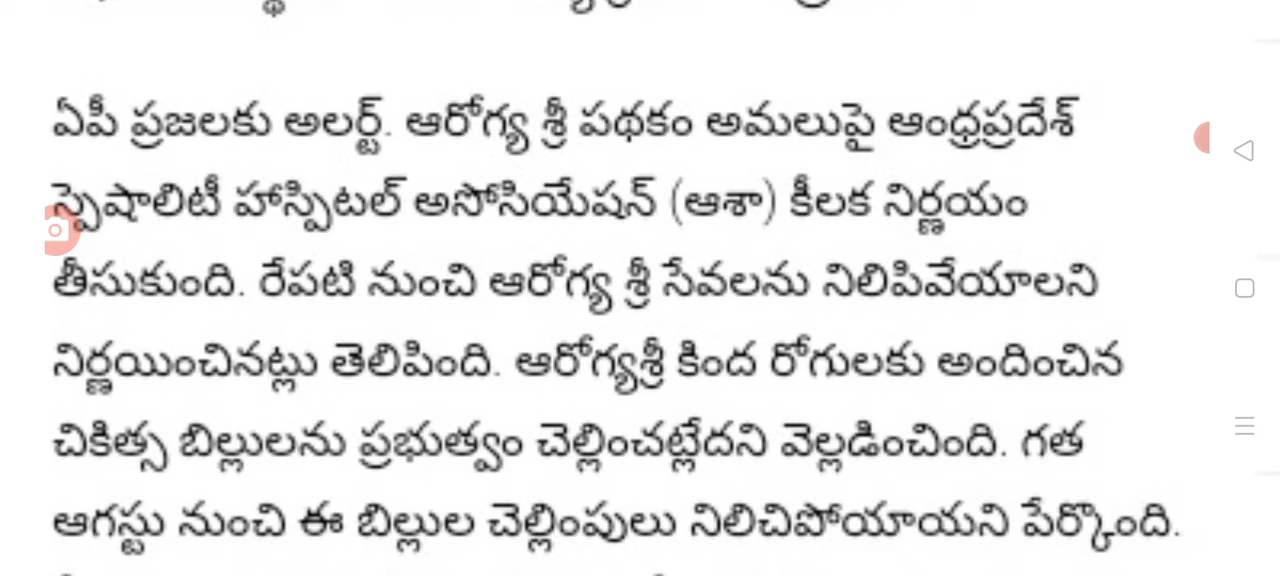 ఏపీ ప్రజలకు అలర్ట్. ఆరోగ్య శ్రీ పథకం అమలుపై ఆంధ్రప్రదేశ్
స్పెషాలిటీ హాస్పిటల్ అసోసియేషన్ (ఆశా) కీలక నిర్ణయం
తీసుకుంది. రేపటి నుంచి ఆరోగ్య శ్రీ సేవలను నిలిపివేయాలని
నిర్ణయించినట్లు తెలిపింది. ఆరోగ్యశ్రీ కింద రోగులకు అందించిన
చికిత్స బిల్లులను ప్రభుత్వం చెల్లించట్లేదని వెల్లడించింది. గత
ఆగస్టు నుంచి ఈ బిల్లుల చెల్లింపులు నిలిచిపోయాయని పేర్కొంది.